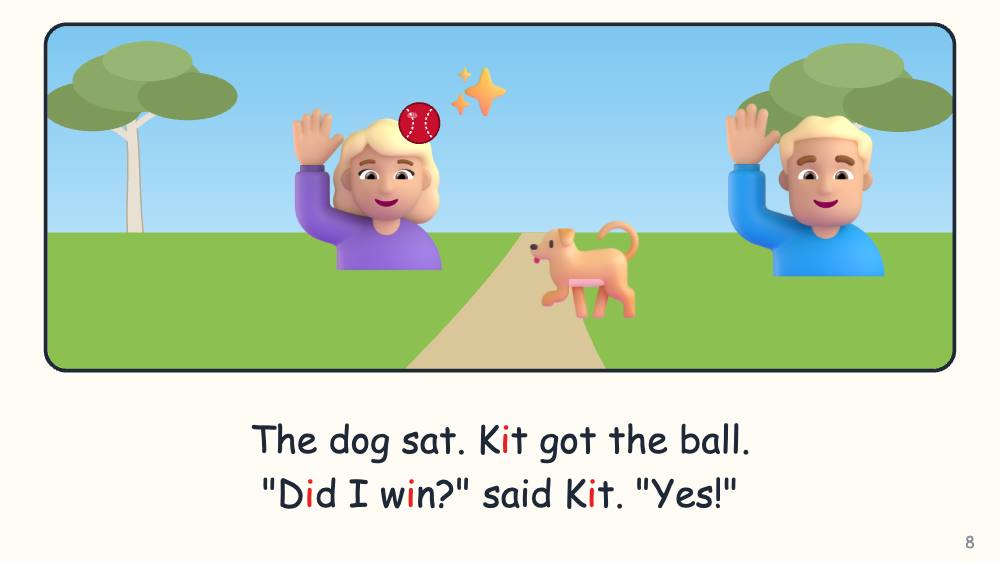 The dog sat. Kit got the ball.
"Did I win?" said Kit. "Yes!"
8